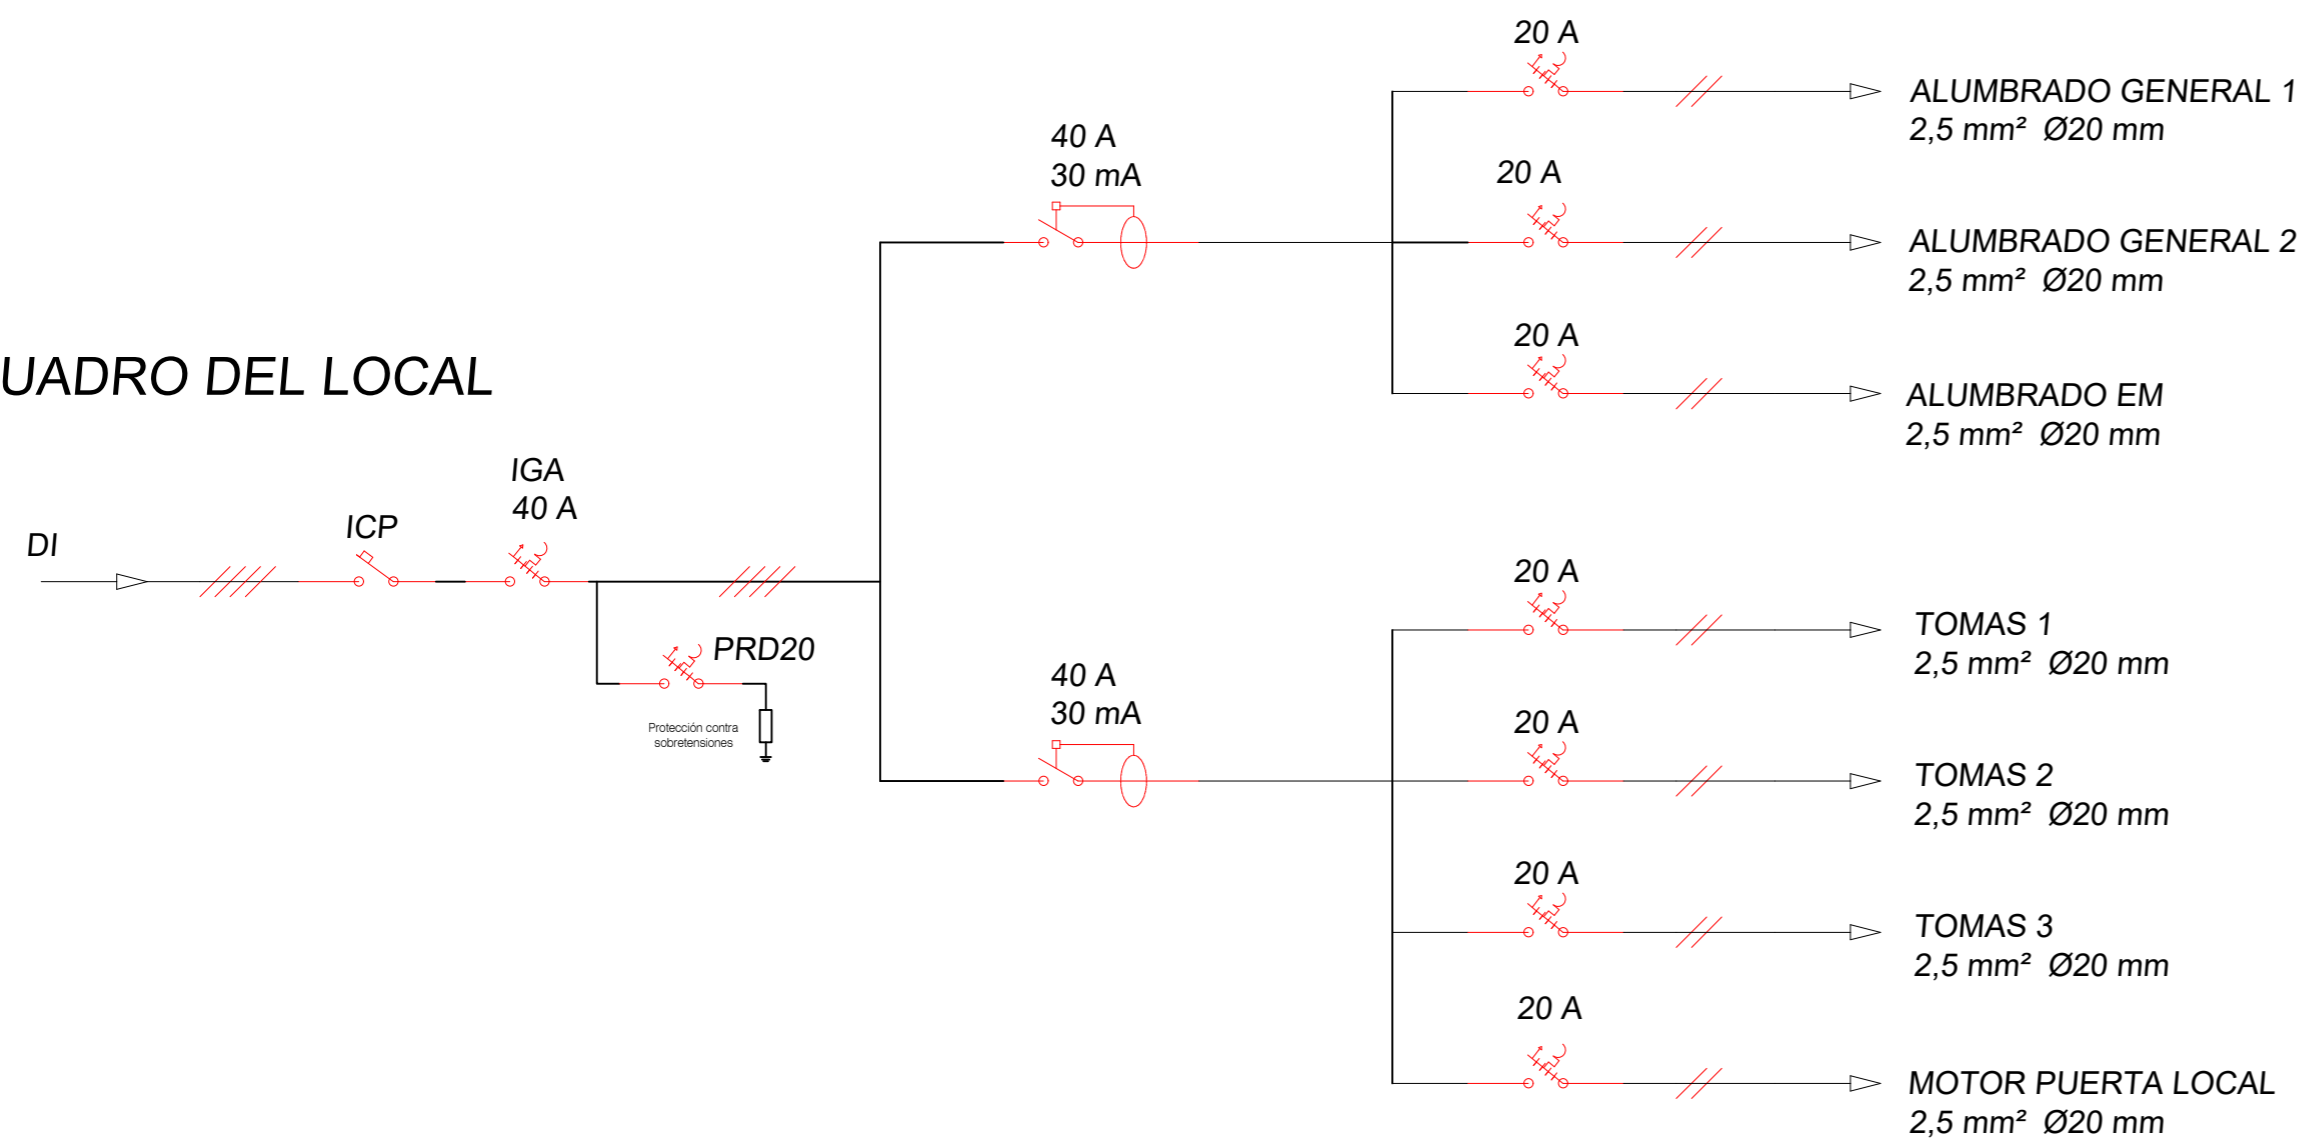 UADRO DEL LOCAL
DI
ICP
IGA
40 A
PRD20
Protección contra
sobretensiones
40 A
30 mA
20 A
ALUMBRADO GENERAL 1
2,5 mm² Ø20 mm
20 A
ALUMBRADO GENERAL 2
2,5 mm² Ø20 mm
20 A
ALUMBRADO EM
2,5 mm² Ø20 mm
40 A
30 mA
20 A
TOMAS 1
2,5 mm² Ø20 mm
20 A
TOMAS 2
2,5 mm² Ø20 mm
20 A
TOMAS 3
2,5 mm² Ø20 mm
20 A
MOTOR PUERTA LOCAL
2,5 mm² Ø20 mm